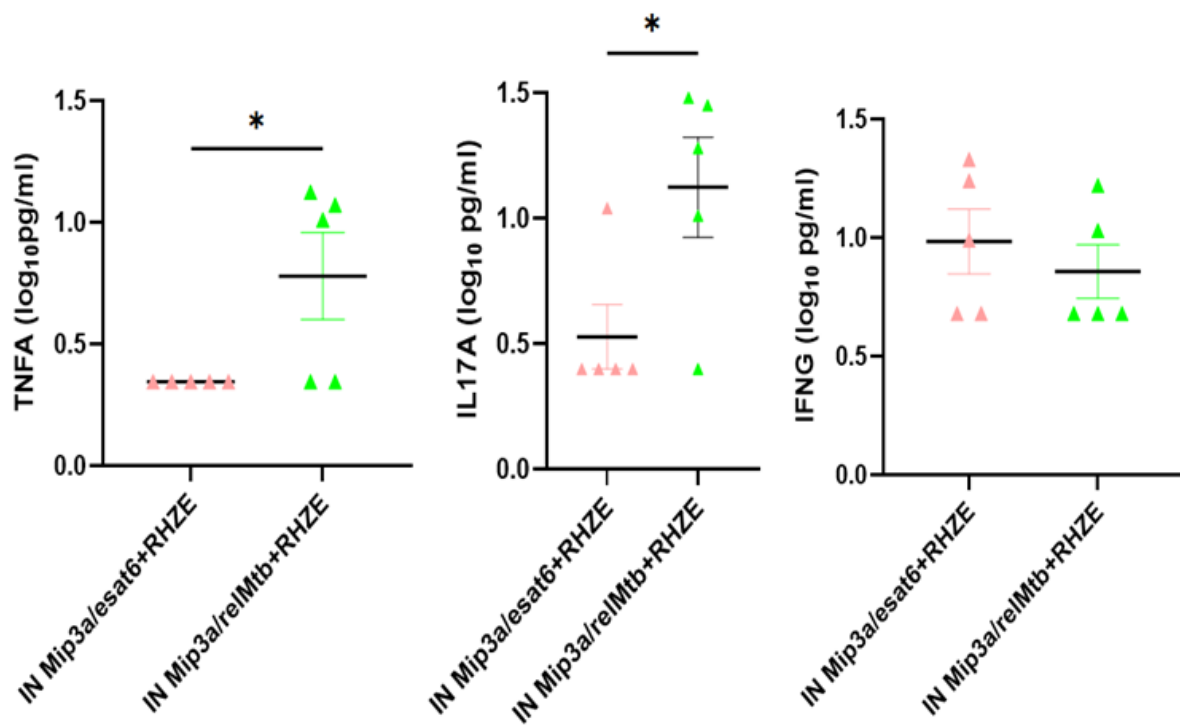 *
TNFA (log10pg/ml)
1.5
1.0
0.5
0.0
IN Mip3a/esat6+RHZE
IN Mip3a/relMtb+RHZE
*
IL17A (log10 pg/ml)
1.5
1.0
0.5
0.0
IN Mip3a/esat6+RHZE
IN Mip3a/relMtb+RHZE
IFNG (log10 pg/ml)
1.5
1.0
0.5
0.0
IN Mip3a/esat6+RHZE
IN Mip3a/relMtb+RHZE